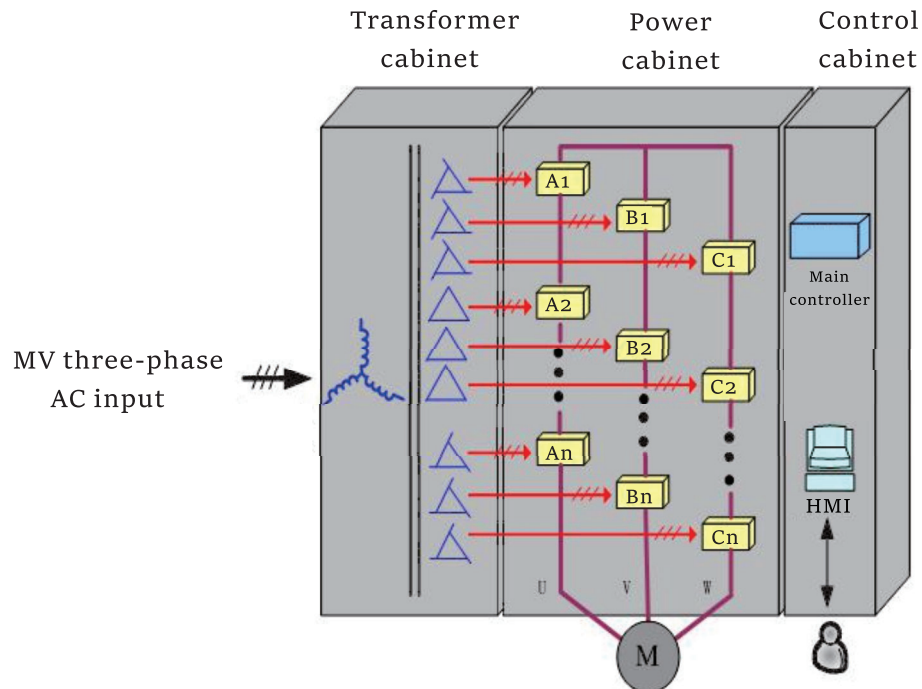 Transformer
cabinet
Power
cabinet
Control
cabinet
A1
B1
C1
Main
controller
A2
B2
MV three-phase
AC input
C2
An
Bn
HMI
Cn
U
V
W
M